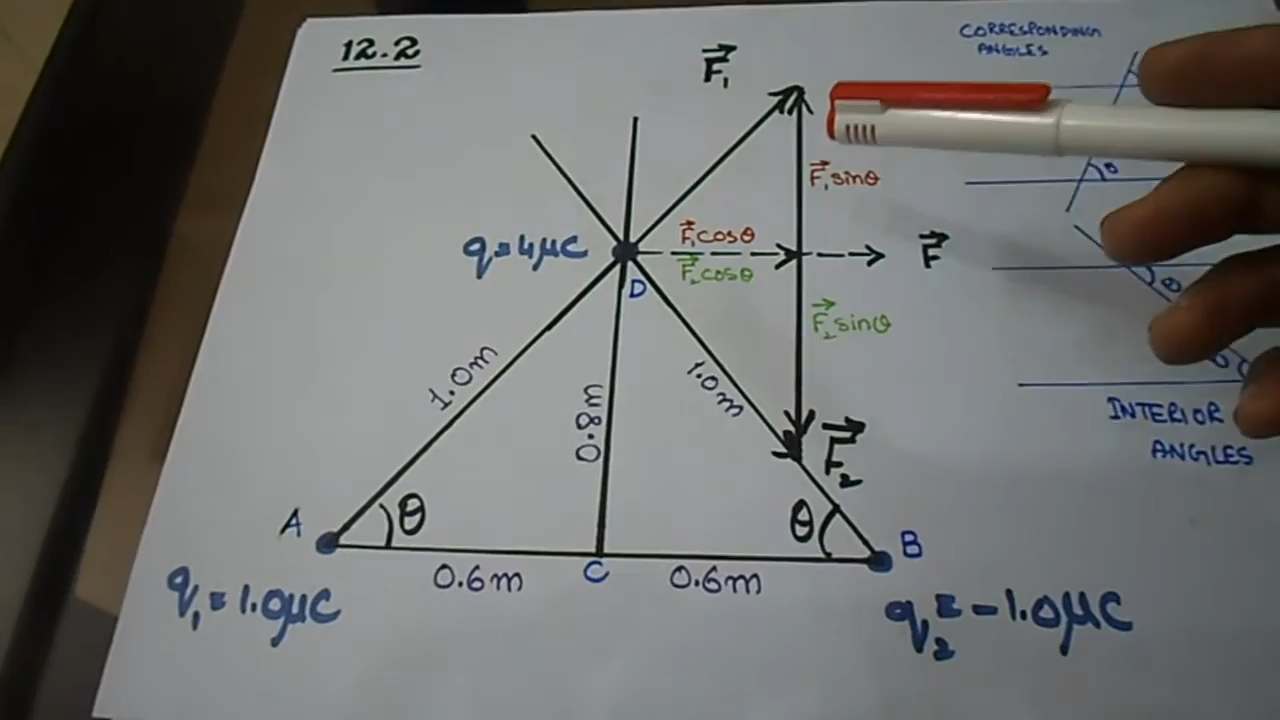 12.2
CORRESPONDING
ANGLES
F⃗₁
F⃗₁sinθ
θ
q=4μC
F⃗₁cosθ
F⃗
F⃗₂cosθ
D
θ
F⃗₂sinθ
1.0m
1.0m
0.8m
θ
INTERIOR
ANGLES
F⃗₂
A
θ
θ
B
0.6m
C
0.6m
q₁=1.0μC
q₂=-1.0μC